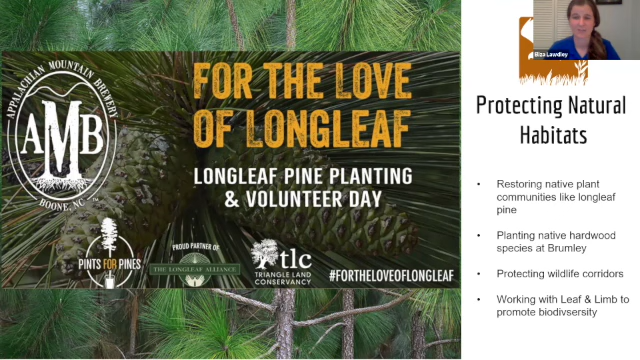 APPALACHIAN MOUNTAIN BREWERY
AMB
BOONE, NC
TM
FOR THE LOVE
OF LONGLEAF
LONGLEAF PINE PLANTING
& VOLUNTEER DAY
PINTS FOR PINES
PROUD PARTNER OF
THE LONGLEAF ALLIANCE
tlc
TRIANGLE LAND
CONSERVANCY
#FORTHELOVEOFLONGLEAF
Biza Lawdley
Protecting Natural
Habitats
• Restoring native plant
communities like longleaf
pine
• Planting native hardwood
species at Brumley
• Protecting wildlife corridors
• Working with Leaf & Limb to
promote biodivsersity